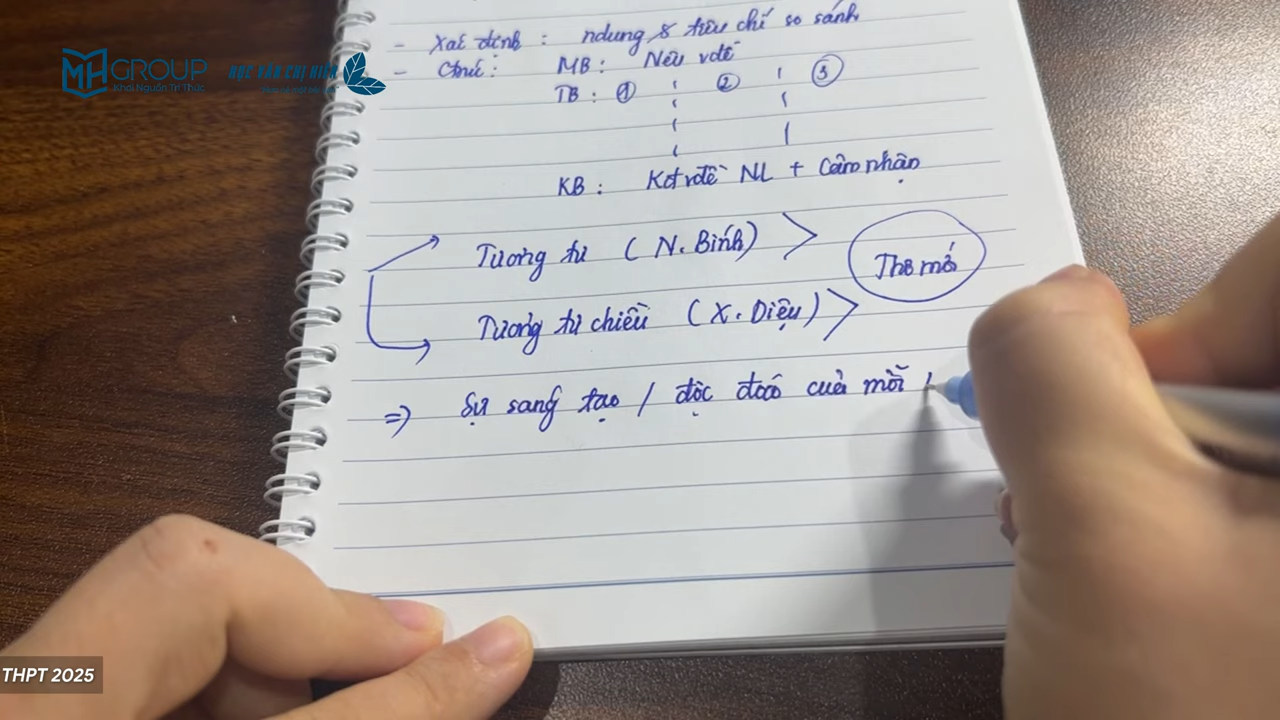 MH GROUP
Khơi Nguồn Tri Thức
HỌC VĂN CHỊ HIÊN
- Xác định : ndung & tiêu chí so sánh
- Chú ý : MB : Nêu vđề
TB : ① ② ③
KB : Kđ vđề NL + Cảm nhận
Tương tư ( N. Bính)
Thơ mới
Tương tư chiều ( X. Diệu )
=> Sự sáng tạo / độc đáo của mỗi
THPT 2025